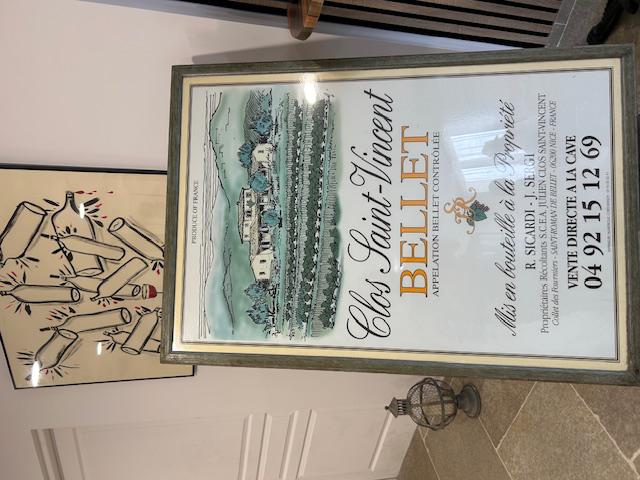 PRODUCE OF FRANCE
Clos Saint-Vincent
BELLET
APPELATION BELLET CONTROLÉE
Mis en bouteille à la Propriété
R. SICARDI - J. SERGI
Propriétaires Récoltants S.C.E.A. JULIEN CLOS SAINT-VINCENT
Collet des Fourniers - SAINT-ROMAN DE BELLET - 06200 NICE - FRANCE
VENTE DIRECTE A LA CAVE
04 92 15 12 69